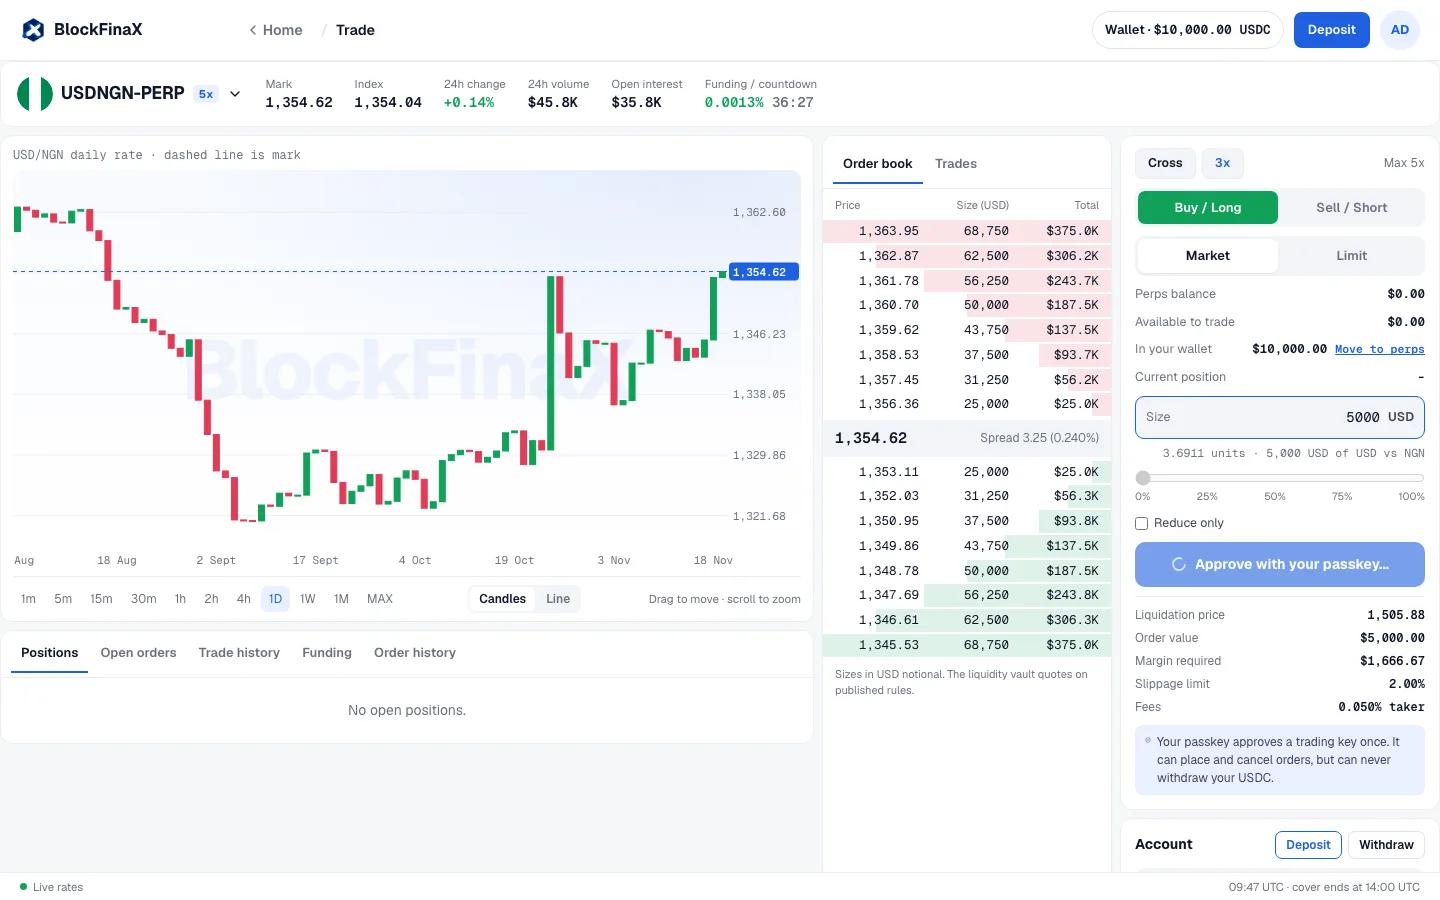 BlockFinaX
Home / Trade
Wallet · $10,000.00 USDC
Deposit
AD
USDNGN-PERP 5x
Mark
1,354.62
Index
1,354.04
24h change
+0.14%
24h volume
$45.8K
Open interest
$35.8K
Funding / countdown
0.0013% 36:27
USD/NGN daily rate · dashed line is mark
BlockFinaX
1,362.60
1,354.62
1,346.23
1,338.05
1,329.86
1,321.68
Aug 18 Aug 2 Sept 17 Sept 4 Oct 19 Oct 3 Nov 18 Nov
1m 5m 15m 30m 1h 2h 4h 1D 1W 1M MAX
Candles Line
Drag to move · scroll to zoom
Positions Open orders Trade history Funding Order history
No open positions.
Order book Trades
Price Size (USD) Total
1,363.95 68,750 $375.0K
1,362.87 62,500 $306.2K
1,361.78 56,250 $243.7K
1,360.70 50,000 $187.5K
1,359.62 43,750 $137.5K
1,358.53 37,500 $93.7K
1,357.45 31,250 $56.2K
1,356.36 25,000 $25.0K
1,354.62 Spread 3.25 (0.240%)
1,353.11 25,000 $25.0K
1,352.03 31,250 $56.3K
1,350.95 37,500 $93.8K
1,349.86 43,750 $137.5K
1,348.78 50,000 $187.5K
1,347.69 56,250 $243.8K
1,346.61 62,500 $306.3K
1,345.53 68,750 $375.0K
Sizes in USD notional. The liquidity vault quotes on
published rules.
Cross 3x Max 5x
Buy / Long Sell / Short
Market Limit
Perps balance $0.00
Available to trade $0.00
In your wallet $10,000.00 Move to perps
Current position –
Size 5000 USD
3.6911 units · 5,000 USD of USD vs NGN
0% 25% 50% 75% 100%
Reduce only
Approve with your passkey…
Liquidation price 1,505.88
Order value $5,000.00
Margin required $1,666.67
Slippage limit 2.00%
Fees 0.050% taker
Your passkey approves a trading key once. It
can place and cancel orders, but can never
withdraw your USDC.
Account Deposit Withdraw
Live rates
09:47 UTC · cover ends at 14:00 UTC